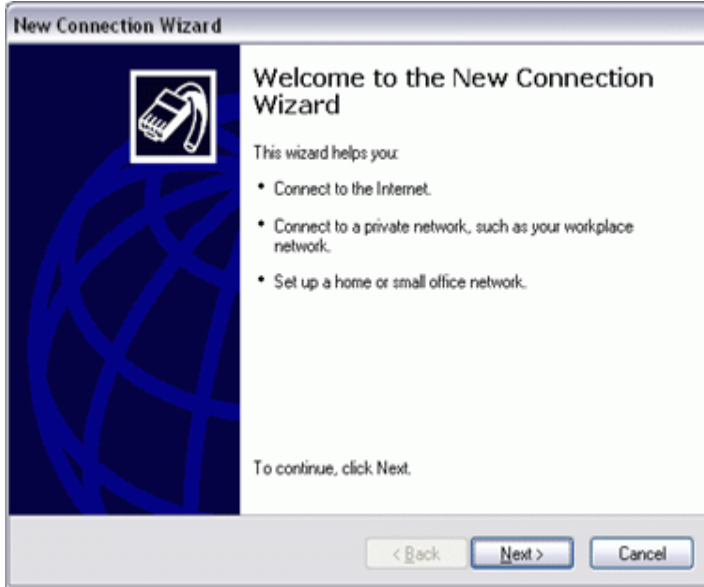 New Connection Wizard
Welcome to the New Connection
Wizard
This wizard helps you:
• Connect to the Internet.
• Connect to a private network, such as your workplace
network.
• Set up a home or small office network.
To continue, click Next.
< Back Next > Cancel